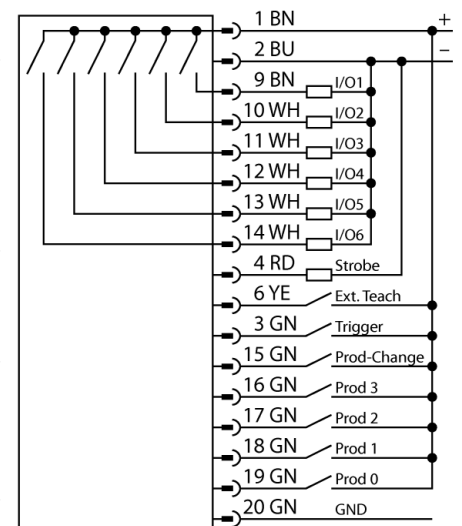 1 BN +
2 BU −
9 BN I/O1
10 WH I/O2
11 WH I/O3
12 WH I/O4
13 WH I/O5
14 WH I/O6
4 RD Strobe
6 YE Ext. Teach
3 GN Trigger
15 GN Prod-Change
16 GN Prod 3
17 GN Prod 2
18 GN Prod 1
19 GN Prod 0
20 GN GND